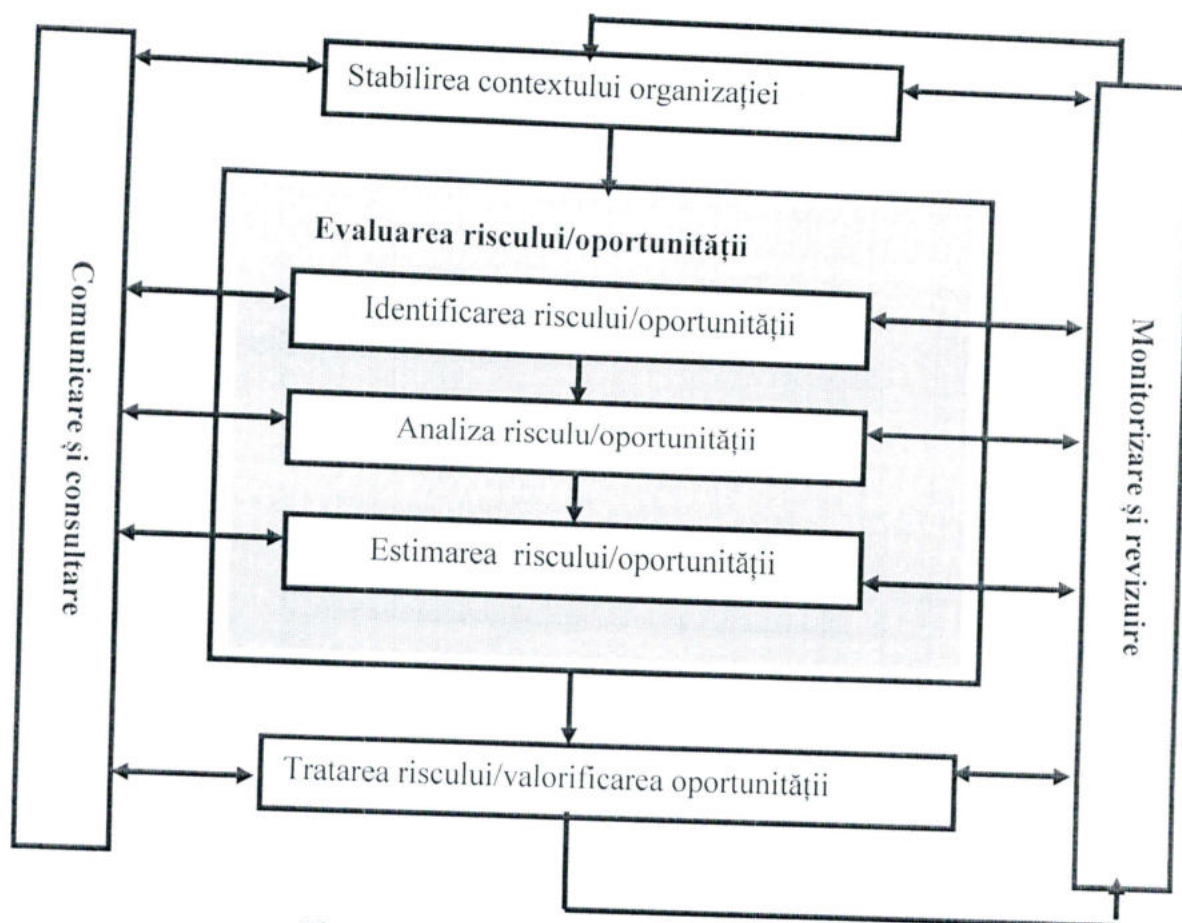 Stabilirea contextului organizației
Evaluarea riscului/oportunității
Identificarea riscului/oportunității
Analiza risculu/oportunității
Estimarea riscului/oportunității
Tratarea riscului/valorificarea oportunității
Comunicare și consultare
Monitorizare și revizuire